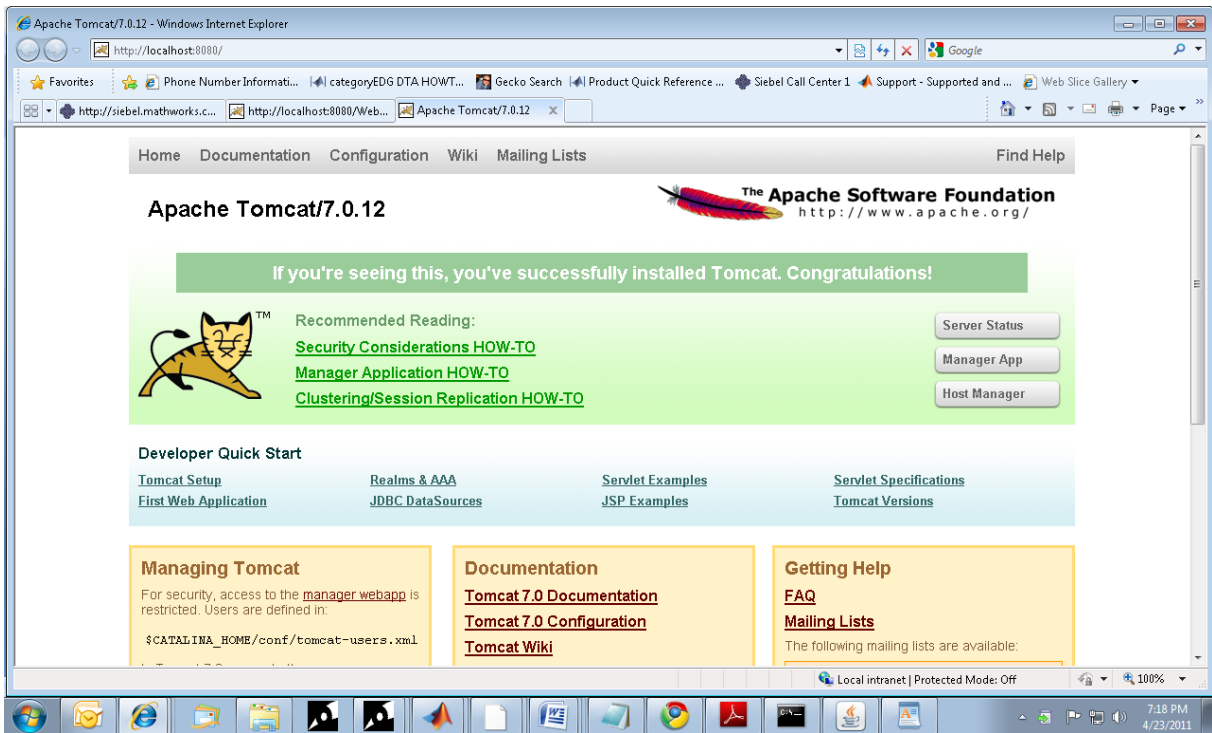 Apache Tomcat/7.0.12 - Windows Internet Explorer
http://localhost:8080/
Google
Favorites Phone Number Informati... categoryEDG DTA HOWT... Gecko Search Product Quick Reference ... Siebel Call Center 1 Support - Supported and ... Web Slice Gallery
http://siebel.mathworks.c... http://localhost:8080/Web... Apache Tomcat/7.0.12 x Page »
Home Documentation Configuration Wiki Mailing Lists Find Help
Apache Tomcat/7.0.12
The Apache Software Foundation
http://www.apache.org/
If you're seeing this, you've successfully installed Tomcat. Congratulations!
TM
Recommended Reading:
Security Considerations HOW-TO
Manager Application HOW-TO
Clustering/Session Replication HOW-TO
Server Status
Manager App
Host Manager
Developer Quick Start
Tomcat Setup Realms & AAA Servlet Examples Servlet Specifications
First Web Application JDBC DataSources JSP Examples Tomcat Versions
Managing Tomcat
For security, access to the manager webapp is
restricted. Users are defined in:
$CATALINA_HOME/conf/tomcat-users.xml
Documentation
Tomcat 7.0 Documentation
Tomcat 7.0 Configuration
Tomcat Wiki
Getting Help
FAQ
Mailing Lists
The following mailing lists are available:
Local intranet | Protected Mode: Off 100%
7:18 PM
4/23/2011